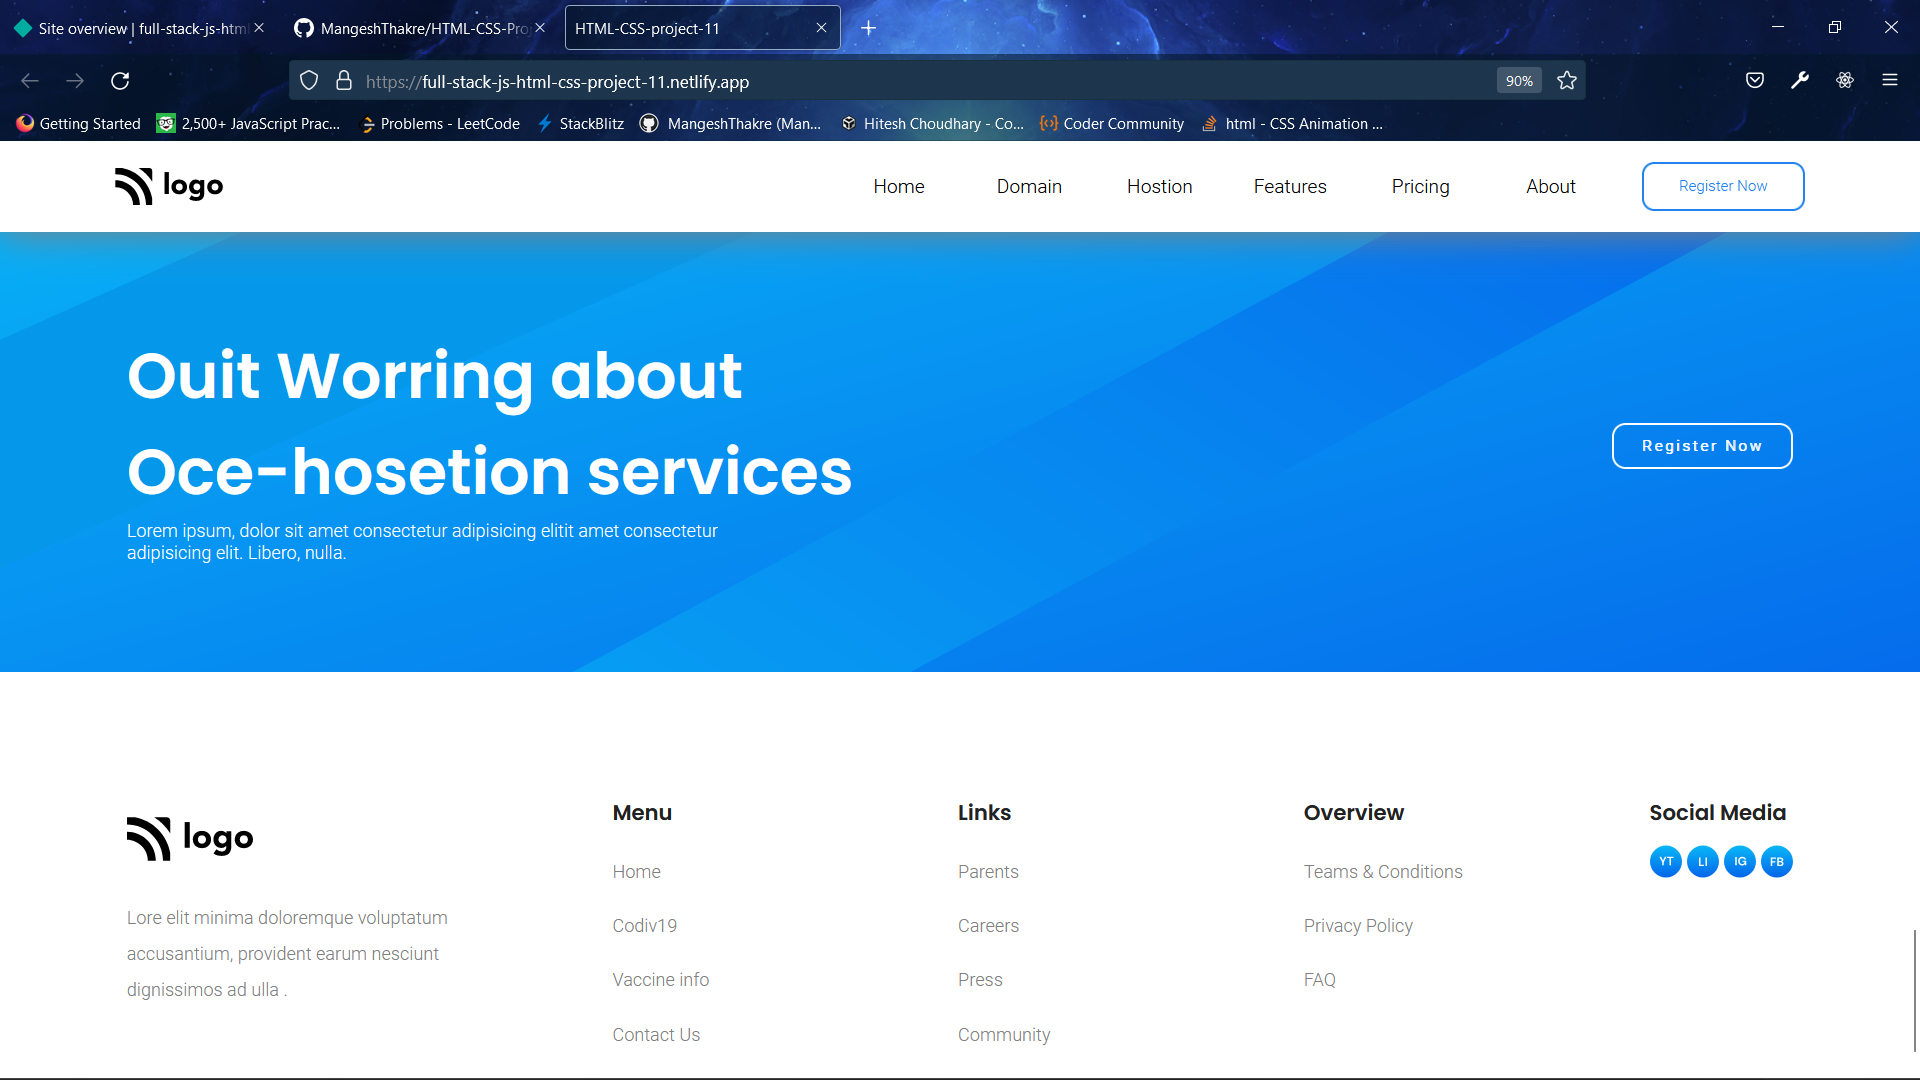 Site overview | full-stack-js-html
MangeshThakre/HTML-CSS-Pro
HTML-CSS-project-11
https://full-stack-js-html-css-project-11.netlify.app
90%
Getting Started
2,500+ JavaScript Prac...
Problems - LeetCode
StackBlitz
MangeshThakre (Man...
Hitesh Choudhary - Co...
Coder Community
html - CSS Animation ...
logo
Home
Domain
Hostion
Features
Pricing
About
Register Now
Ouit Worring about
Oce-hosetion services
Lorem ipsum, dolor sit amet consectetur adipisicing elitit amet consectetur
adipisicing elit. Libero, nulla.
Register Now
logo
Lore elit minima doloremque voluptatum
accusantium, provident earum nesciunt
dignissimos ad ulla .
Menu
Home
Codiv19
Vaccine info
Contact Us
Links
Parents
Careers
Press
Community
Overview
Teams & Conditions
Privacy Policy
FAQ
Social Media
YT
LI
IG
FB